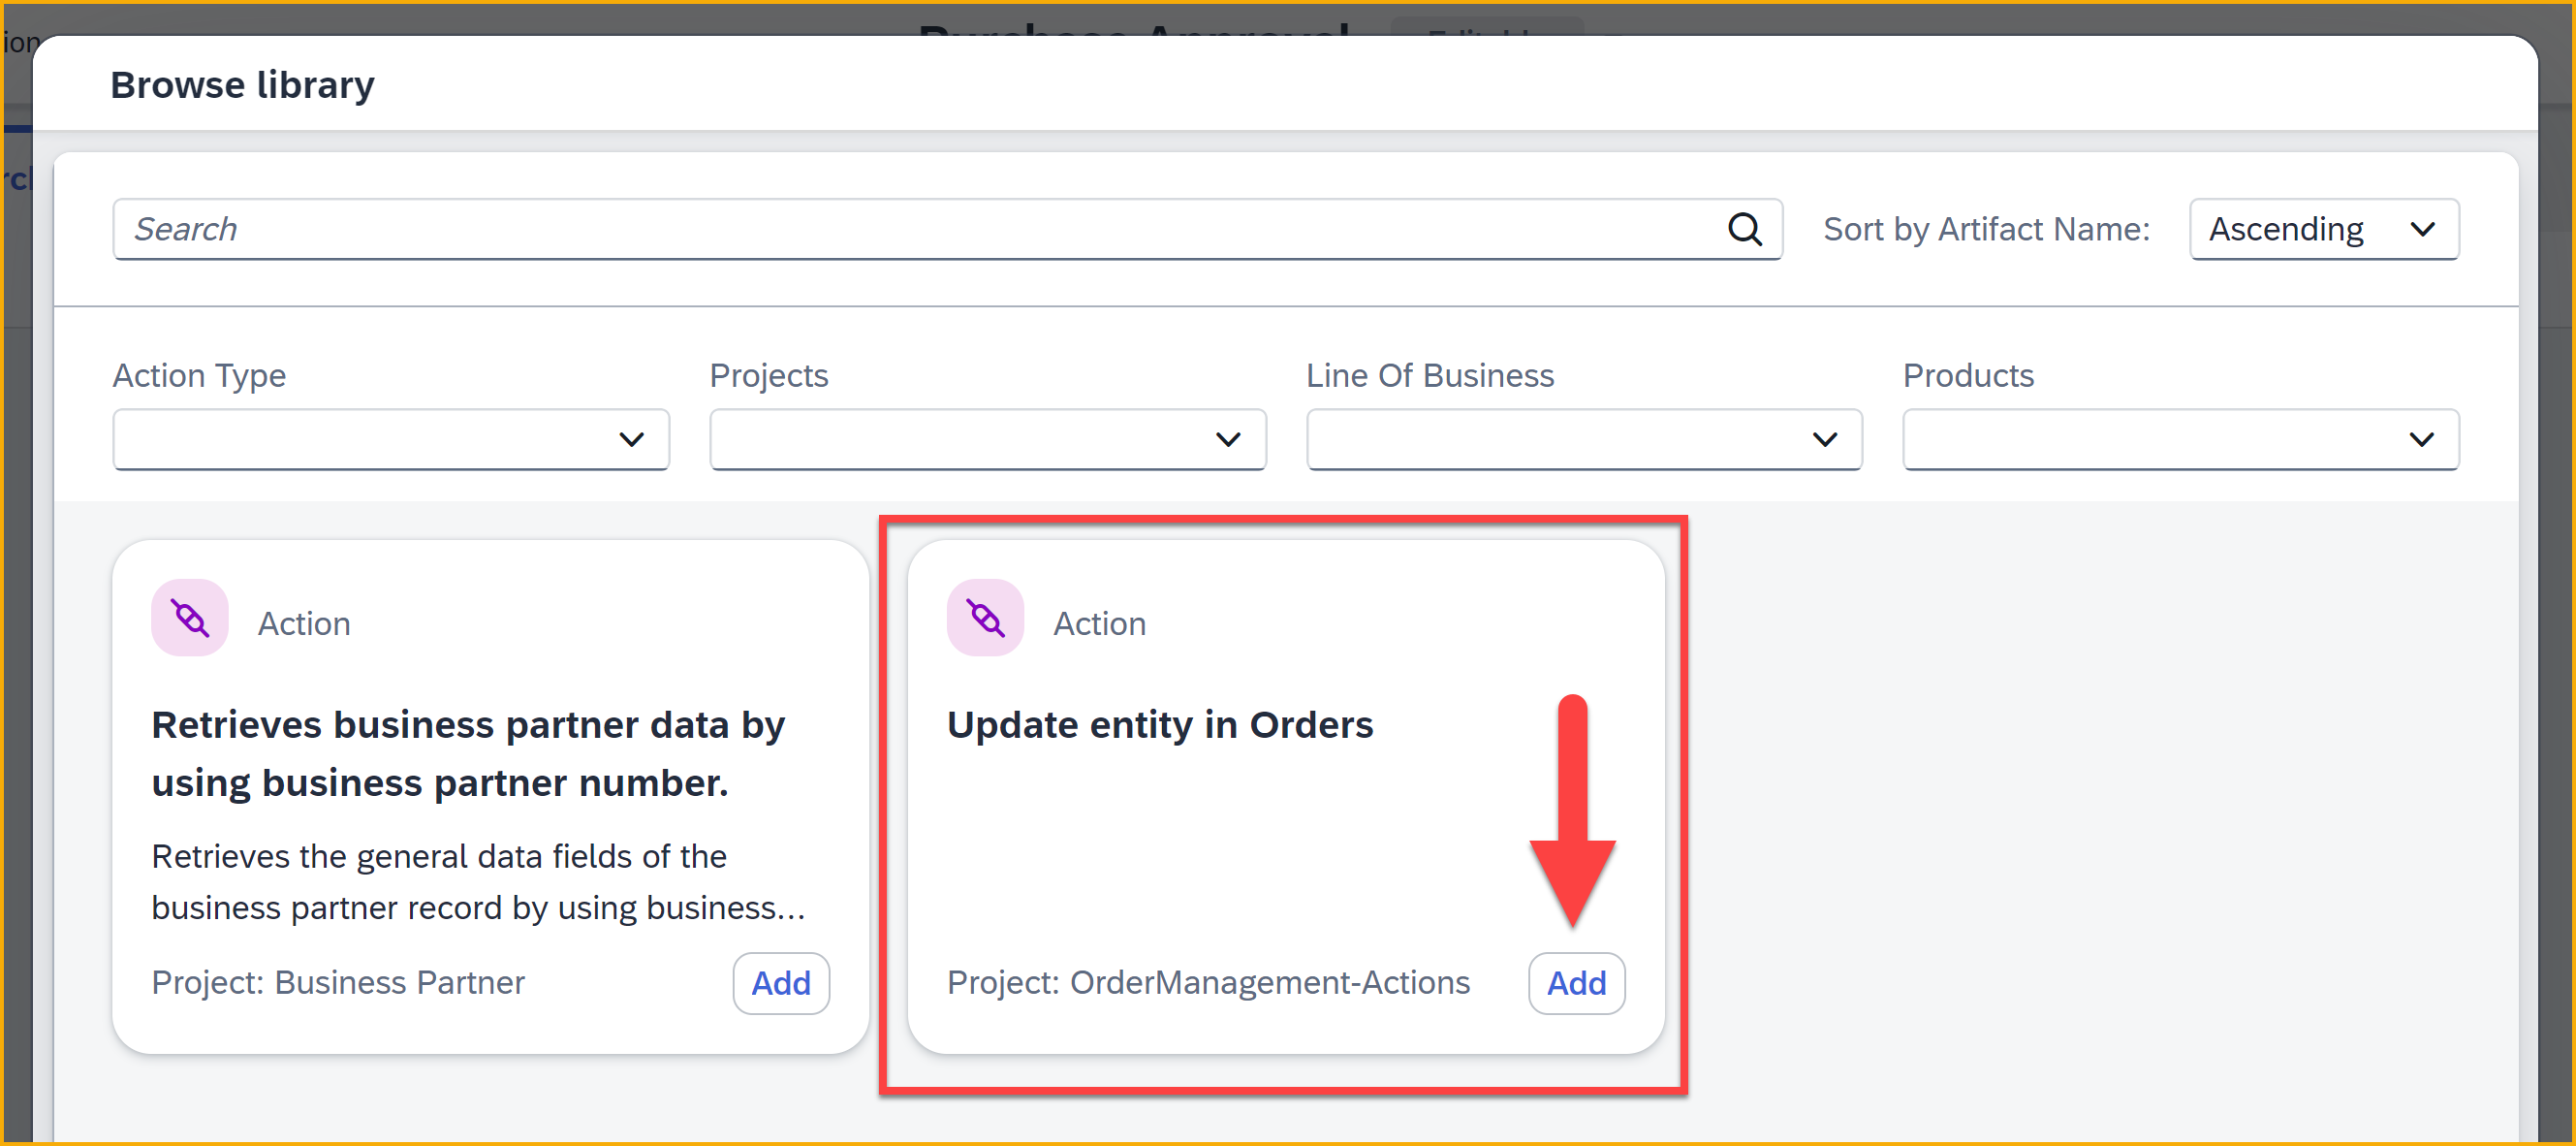 Browse library
Search
Sort by Artifact Name: Ascending
Action Type Projects Line Of Business Products
Action
Retrieves business partner data by
using business partner number.
Retrieves the general data fields of the
business partner record by using business...
Project: Business Partner Add
Action
Update entity in Orders
Project: OrderManagement-Actions Add